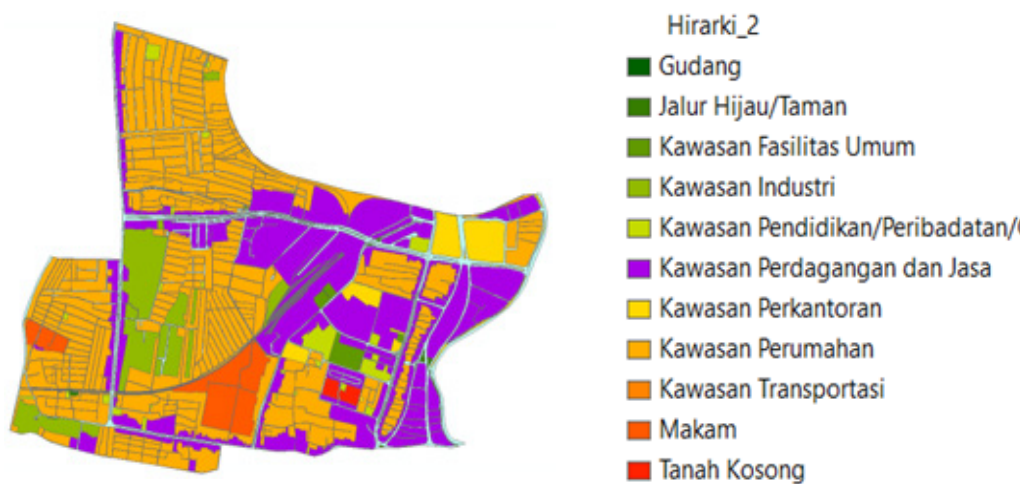 Hirarki_2
Gudang
Jalur Hijau/Taman
Kawasan Fasilitas Umum
Kawasan Industri
Kawasan Pendidikan/Peribadatan/
Kawasan Perdagangan dan Jasa
Kawasan Perkantoran
Kawasan Perumahan
Kawasan Transportasi
Makam
Tanah Kosong